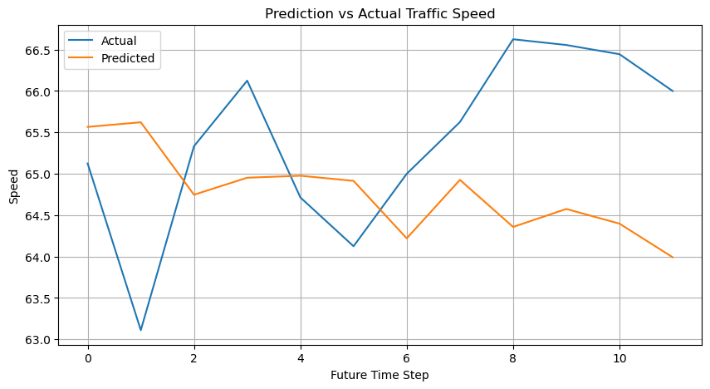 Prediction vs Actual Traffic Speed
Actual
Predicted
66.5
66.0
65.5
65.0
64.5
64.0
63.5
63.0
Speed
0 2 4 6 8 10
Future Time Step